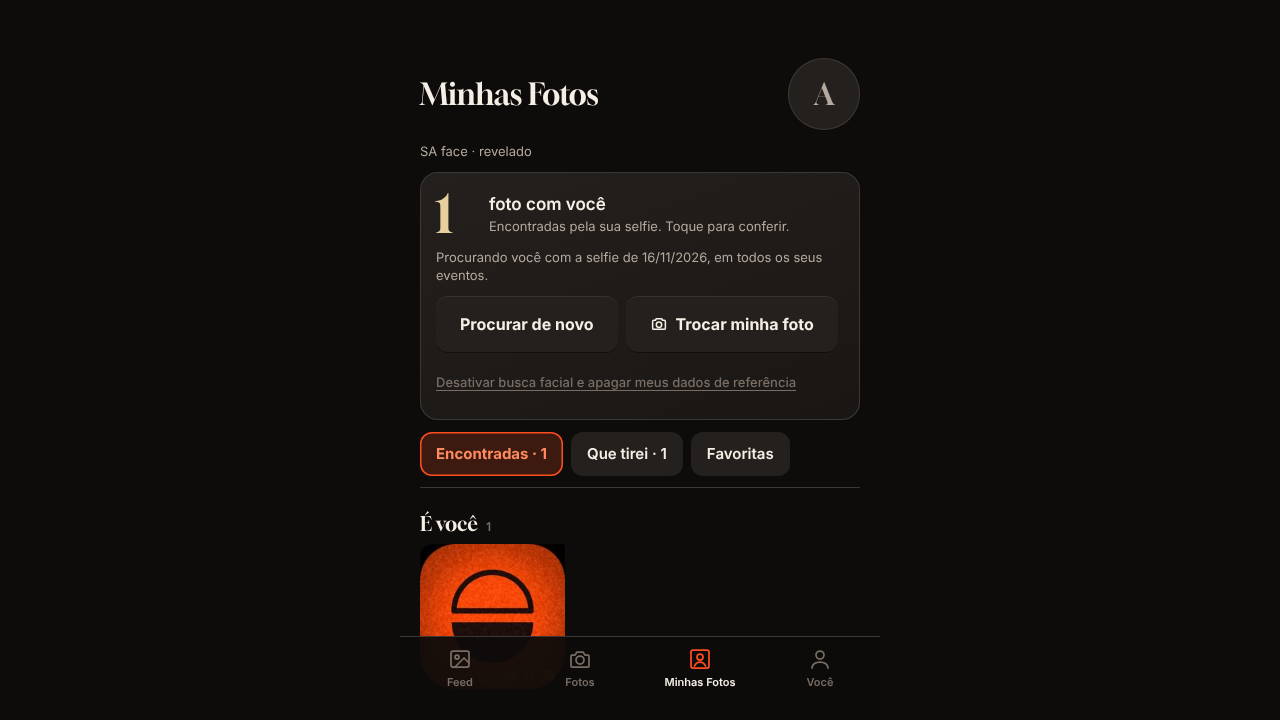 Minhas Fotos
A
SA face · revelado
1
foto com você
Encontradas pela sua selfie. Toque para conferir.
Procurando você com a selfie de 16/11/2026, em todos os seus
eventos.
Procurar de novo
Trocar minha foto
Desativar busca facial e apagar meus dados de referência
Encontradas · 1
Que tirei · 1
Favoritas
É você 1
Feed
Fotos
Minhas Fotos
Você